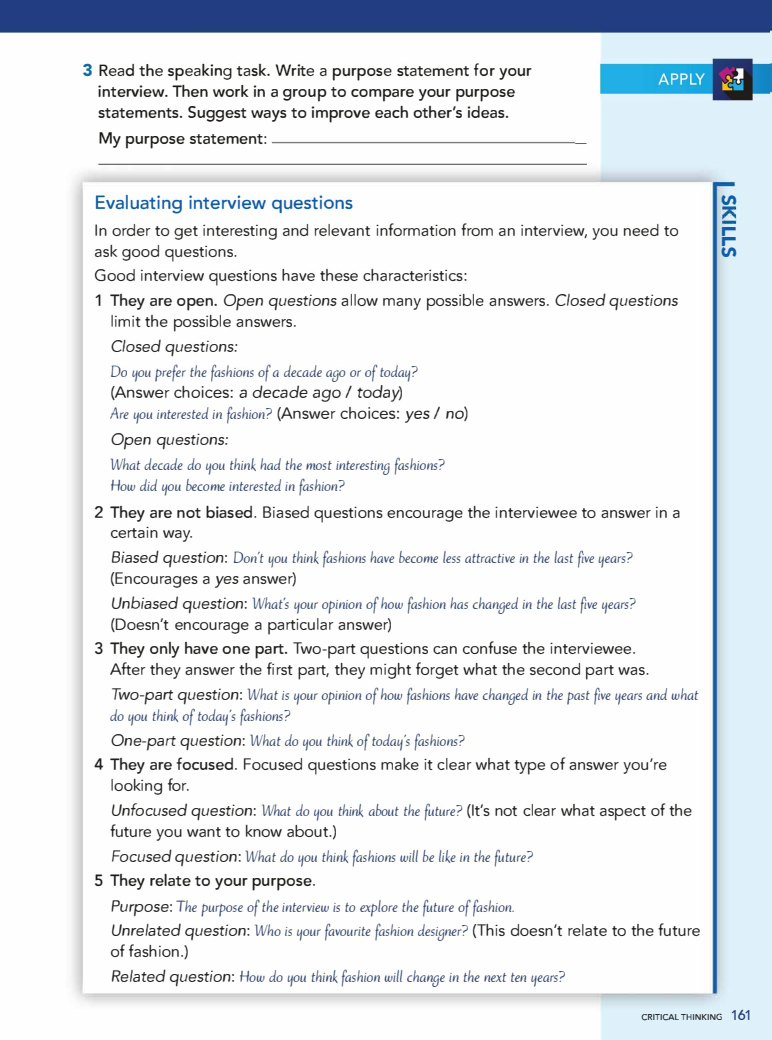 3 Read the speaking task. Write a purpose statement for your
interview. Then work in a group to compare your purpose
statements. Suggest ways to improve each other's ideas.
My purpose statement:
APPLY
SKILLS
Evaluating interview questions
In order to get interesting and relevant information from an interview, you need to
ask good questions.
Good interview questions have these characteristics:
1 They are open. Open questions allow many possible answers. Closed questions
limit the possible answers.
Closed questions:
Do you prefer the fashions of a decade ago or of today?
(Answer choices: a decade ago / today)
Are you interested in fashion? (Answer choices: yes / no)
Open questions:
What decade do you think had the most interesting fashions?
How did you become interested in fashion?
2 They are not biased. Biased questions encourage the interviewee to answer in a
certain way.
Biased question: Don't you think fashions have become less attractive in the last five years?
(Encourages a yes answer)
Unbiased question: What's your opinion of how fashion has changed in the last five years?
(Doesn't encourage a particular answer)
3 They only have one part. Two-part questions can confuse the interviewee.
After they answer the first part, they might forget what the second part was.
Two-part question: What is your opinion of how fashions have changed in the past five years and what
do you think of today's fashions?
One-part question: What do you think of today's fashions?
4 They are focused. Focused questions make it clear what type of answer you're
looking for.
Unfocused question: What do you think about the future? (It's not clear what aspect of the
future you want to know about.)
Focused question: What do you think fashions will be like in the future?
5 They relate to your purpose.
Purpose: The purpose of the interview is to explore the future of fashion.
Unrelated question: Who is your favourite fashion designer? (This doesn't relate to the future
of fashion.)
Related question: How do you think fashion will change in the next ten years?
CRITICAL THINKING 161